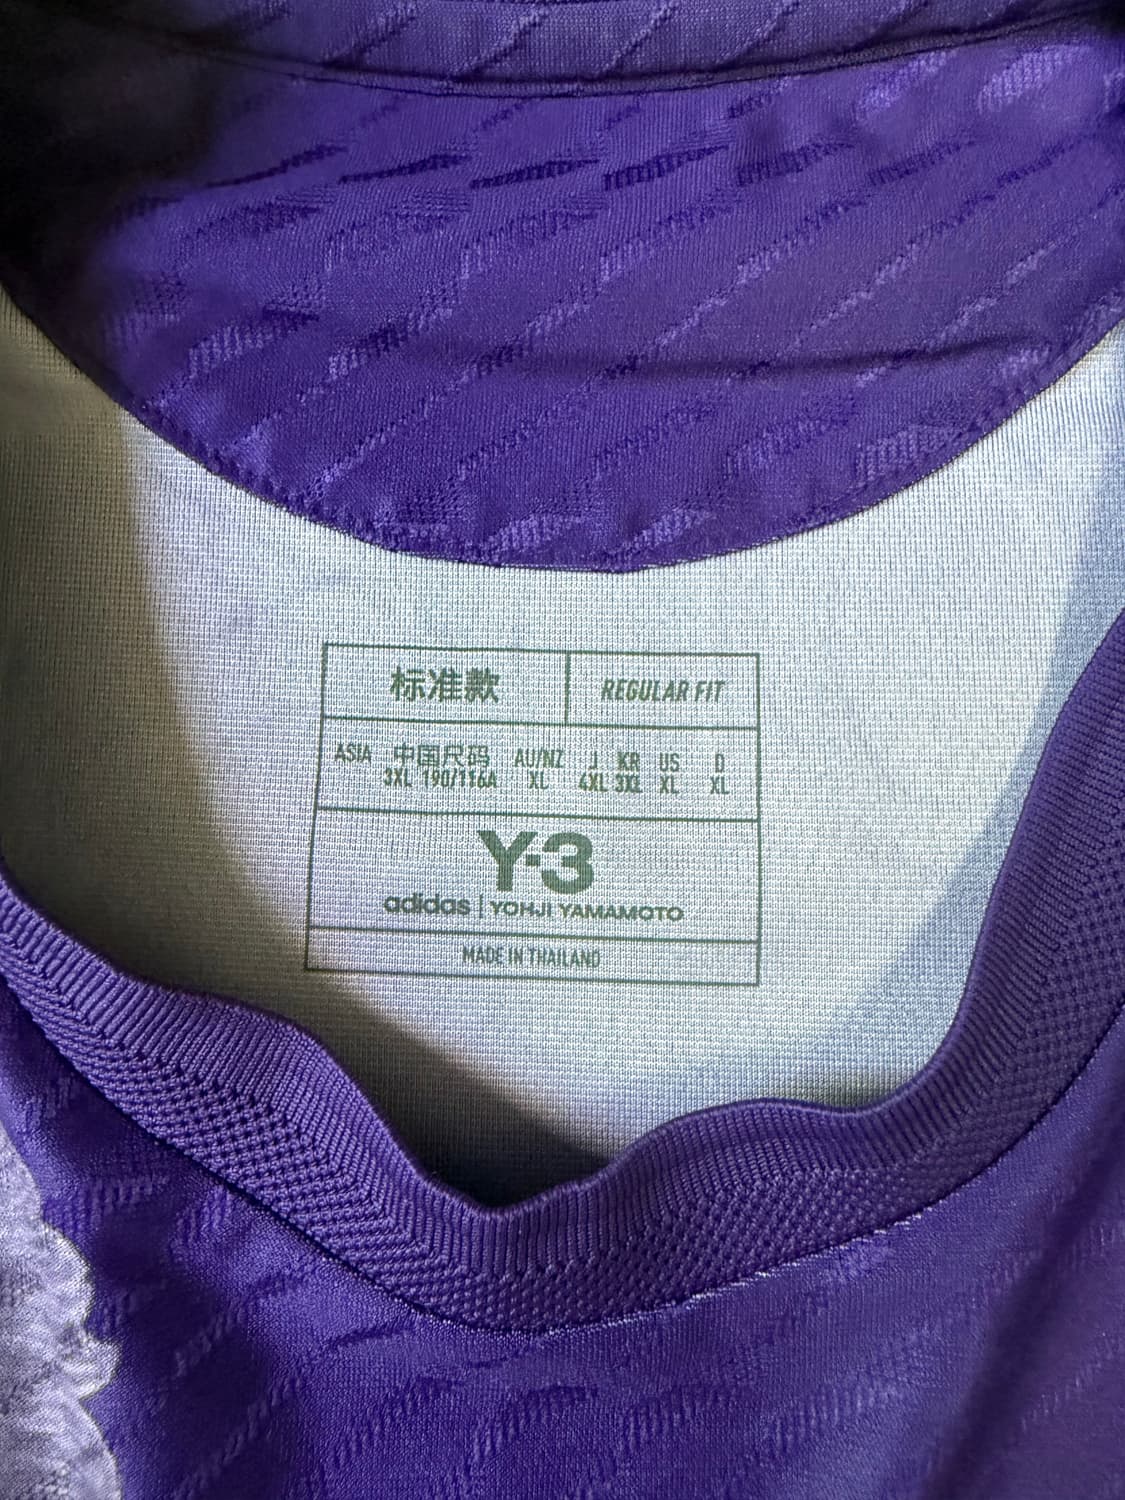 标准款 REGULAR FIT
ASIA 中国尺码 AU/NZ J KR US D
3XL 190/116A XL 4XL 3XL XL XL
Y-3
adidas | YOHJI YAMAMOTO
MADE IN THAILAND